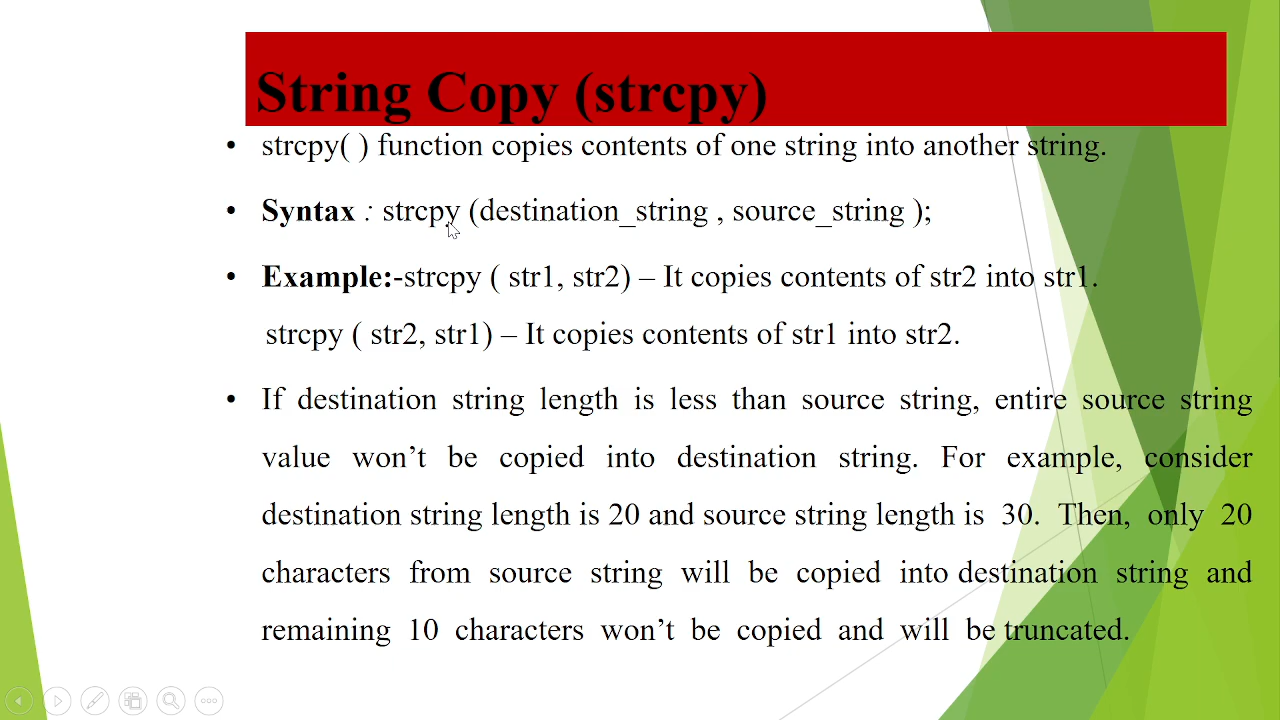 String Copy (strcpy)
• strcpy( ) function copies contents of one string into another string.
• Syntax : strcpy (destination_string , source_string );
• Example:-strcpy ( str1, str2) – It copies contents of str2 into str1.
strcpy ( str2, str1) – It copies contents of str1 into str2.
• If destination string length is less than source string, entire source string
value won’t be copied into destination string. For example, consider
destination string length is 20 and source string length is 30. Then, only 20
characters from source string will be copied into destination string and
remaining 10 characters won’t be copied and will be truncated.